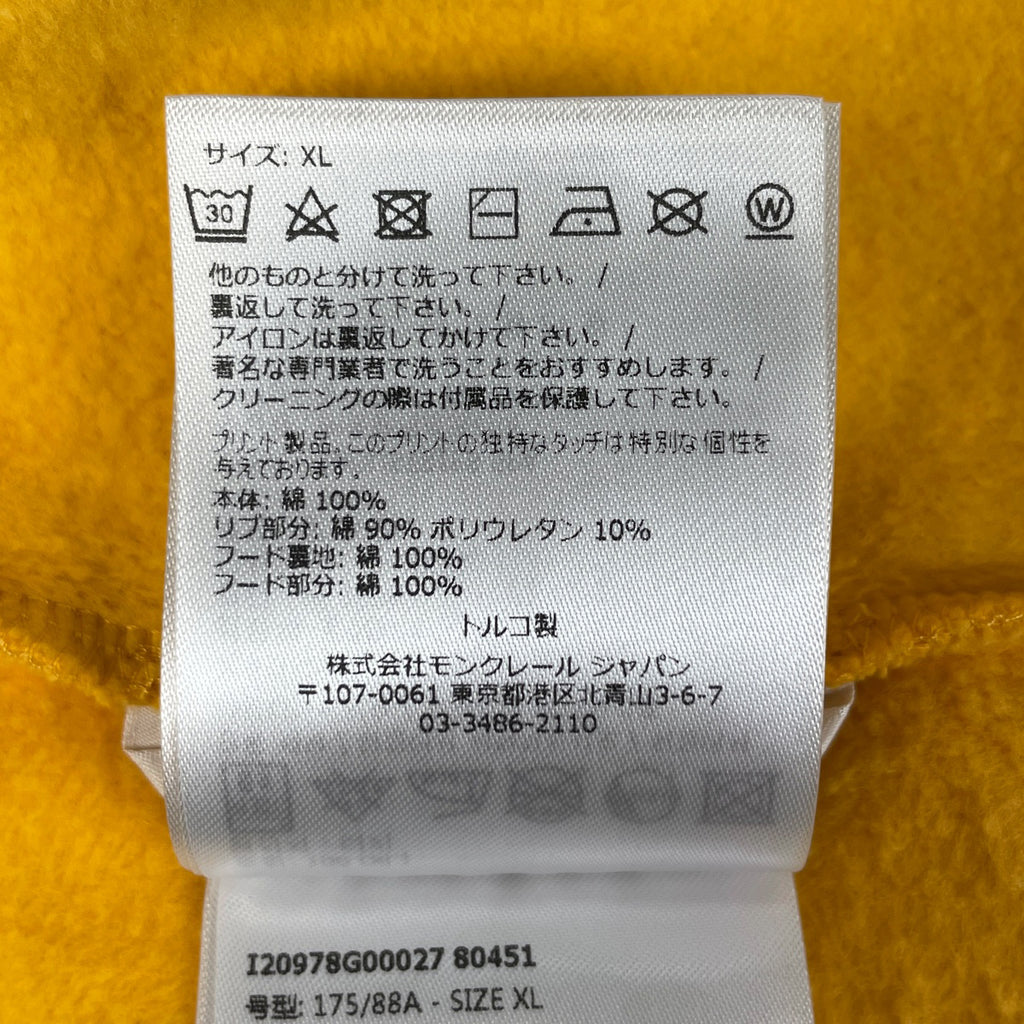 サイズ: XL
30
W
他のものと分けて洗って下さい。 /
裏返して洗って下さい。 /
アイロンは裏返してかけて下さい。 /
著名な専門業者で洗うことをおすすめします。 /
クリーニングの際は付属品を保護して下さい。
プリント製品。このプリントの独特なタッチは特別な個性を
与えております。
本体: 綿 100%
リブ部分: 綿 90% ポリウレタン 10%
フード裏地: 綿 100%
フード部分: 綿 100%
トルコ製
株式会社モンクレール ジャパン
〒107-0061 東京都港区北青山3-6-7
03-3486-2110
I20978G00027 80451
号型: 175/88A - SIZE XL